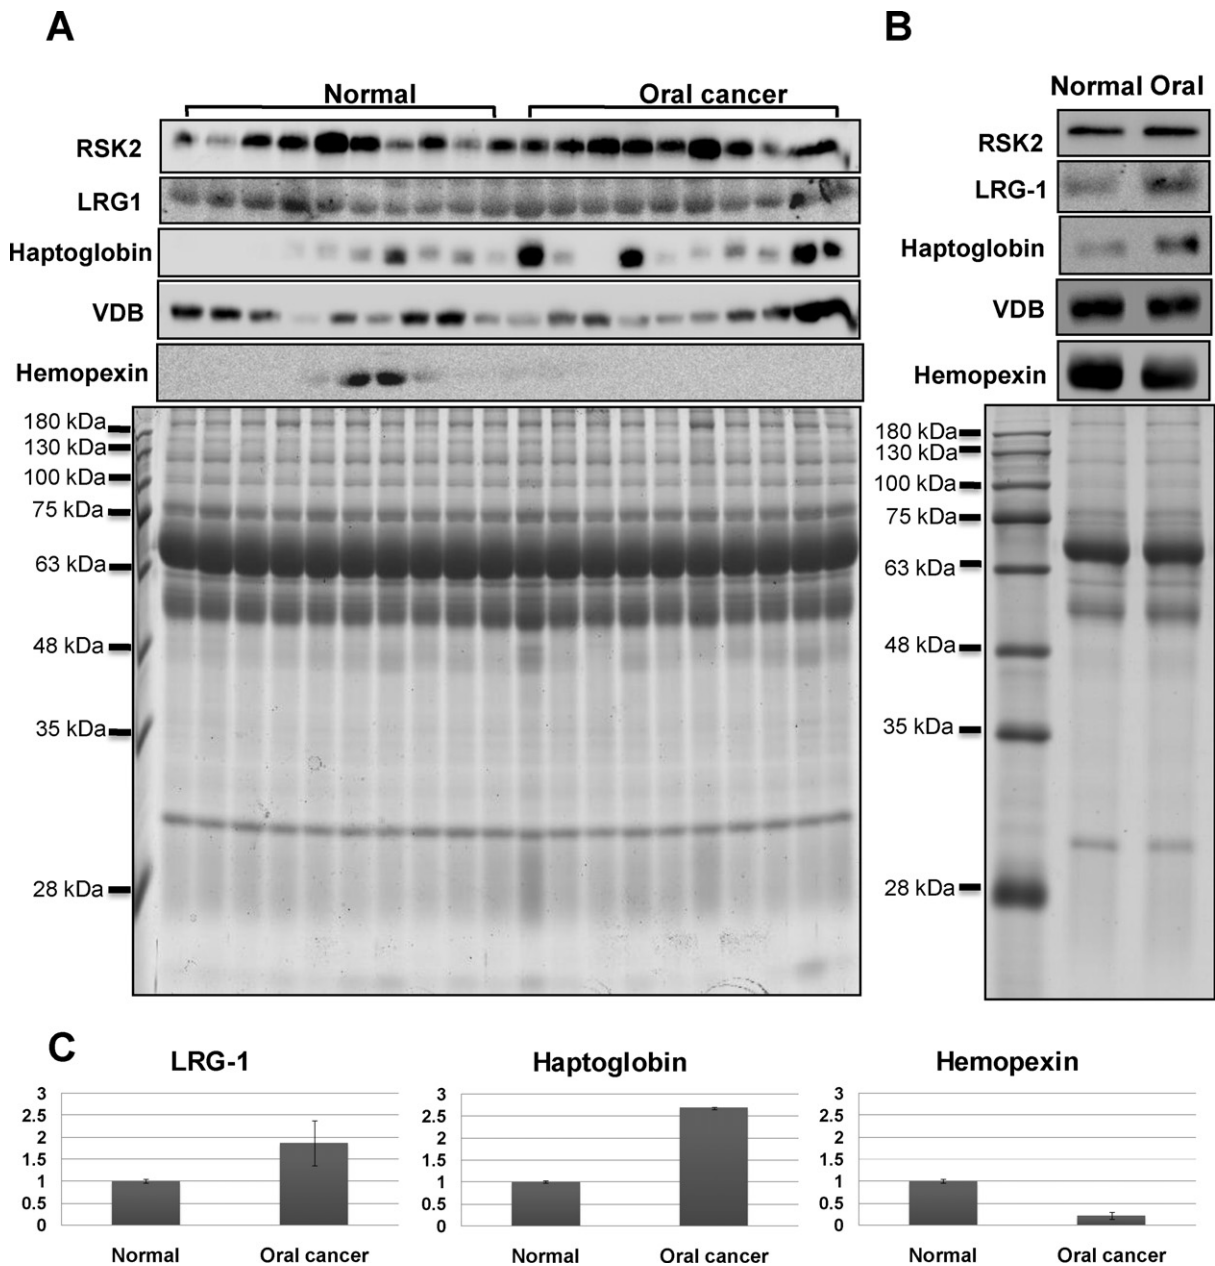 A
Normal
Oral cancer
RSK2
LRG1
Haptoglobin
VDB
Hemopexin
180 kDa
130 kDa
100 kDa
75 kDa
63 kDa
48 kDa
35 kDa
28 kDa
B
Normal Oral
RSK2
LRG-1
Haptoglobin
VDB
Hemopexin
180 kDa
130 kDa
100 kDa
75 kDa
63 kDa
48 kDa
35 kDa
28 kDa
C
LRG-1
3
2.5
2
1.5
1
0.5
0
Normal
Oral cancer
Haptoglobin
3
2.5
2
1.5
1
0.5
0
Normal
Oral cancer
Hemopexin
3
2.5
2
1.5
1
0.5
0
Normal
Oral cancer